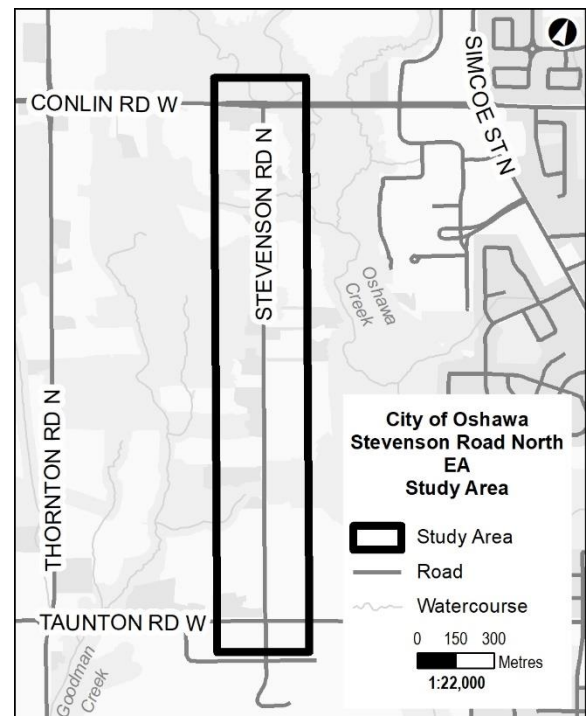 CONLIN RD W
SIMCOE ST N
STEVENSON RD N
Oshawa
Creek
THORNTON RD N
TAUNTON RD W
Goodman
Creek
City of Oshawa
Stevenson Road North
EA
Study Area
Study Area
Road
Watercourse
0 150 300
Metres
1:22,000